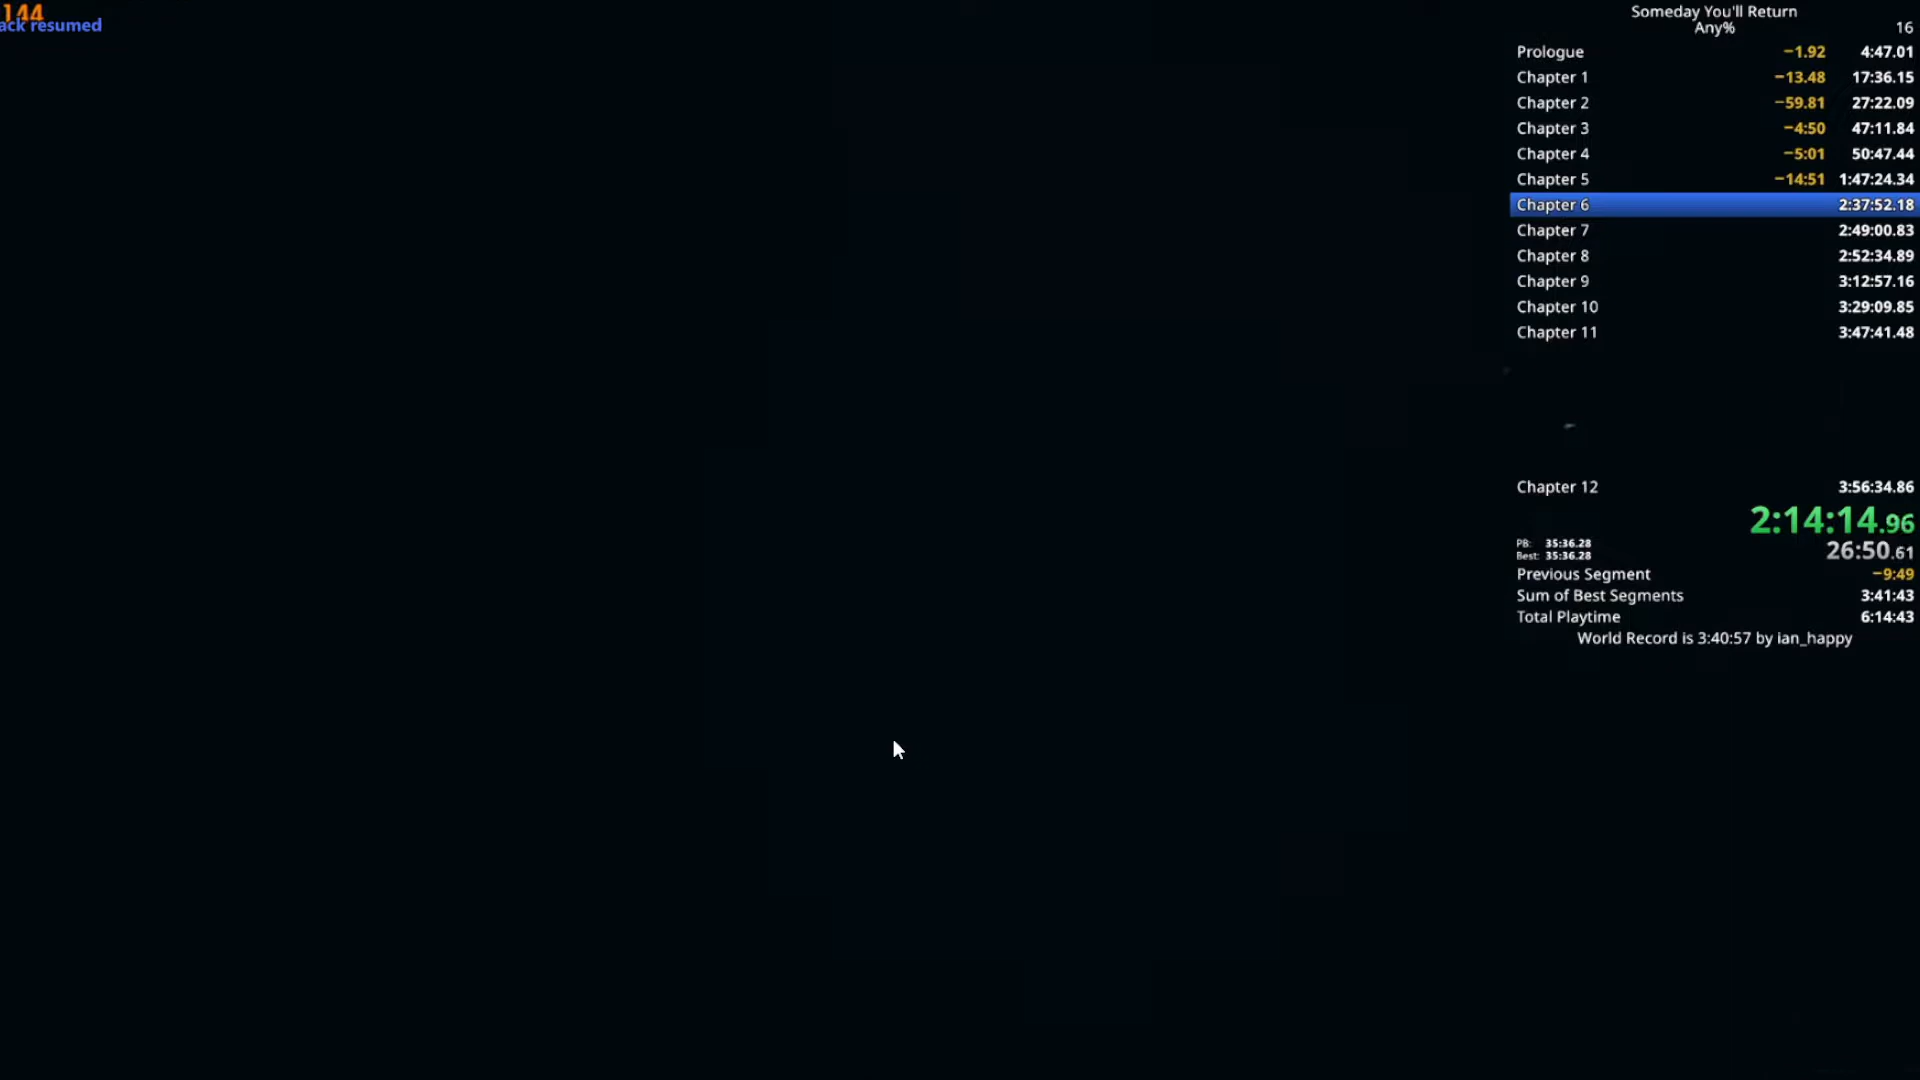 144
ack resumed
Someday You'll Return
Any% 16
Prologue −1.92 4:47.01
Chapter 1 −13.48 17:36.15
Chapter 2 −59.81 27:22.09
Chapter 3 −4:50 47:11.84
Chapter 4 −5:01 50:47.44
Chapter 5 −14:51 1:47:24.34
Chapter 6 2:37:52.18
Chapter 7 2:49:00.83
Chapter 8 2:52:34.89
Chapter 9 3:12:57.16
Chapter 10 3:29:09.85
Chapter 11 3:47:41.48
Chapter 12 3:56:34.86
2:14:14.96
PB: 35:36.28 26:50.61
Best: 35:36.28
Previous Segment −9:49
Sum of Best Segments 3:41:43
Total Playtime 6:14:43
World Record is 3:40:57 by ian_happy